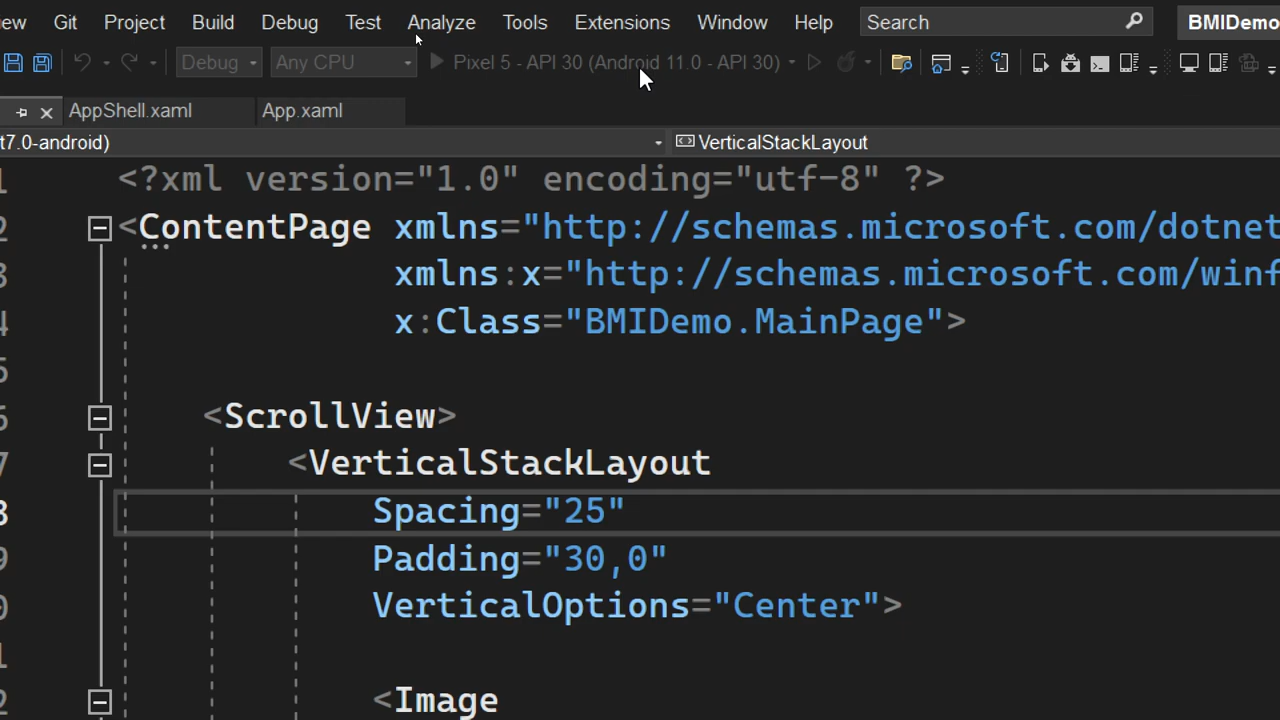 ew Git Project Build Debug Test Analyze Tools Extensions Window Help Search BMIDemo
Debug Any CPU Pixel 5 - API 30 (Android 11.0 - API 30)
AppShell.xaml App.xaml
t7.0-android) VerticalStackLayout
1 <?xml version="1.0" encoding="utf-8" ?>
2 <ContentPage xmlns="http://schemas.microsoft.com/dotnet
3 xmlns:x="http://schemas.microsoft.com/winf
4 x:Class="BMIDemo.MainPage">
5
6 <ScrollView>
7 <VerticalStackLayout
8 Spacing="25"
9 Padding="30,0"
0 VerticalOptions="Center">
1
2 <Image